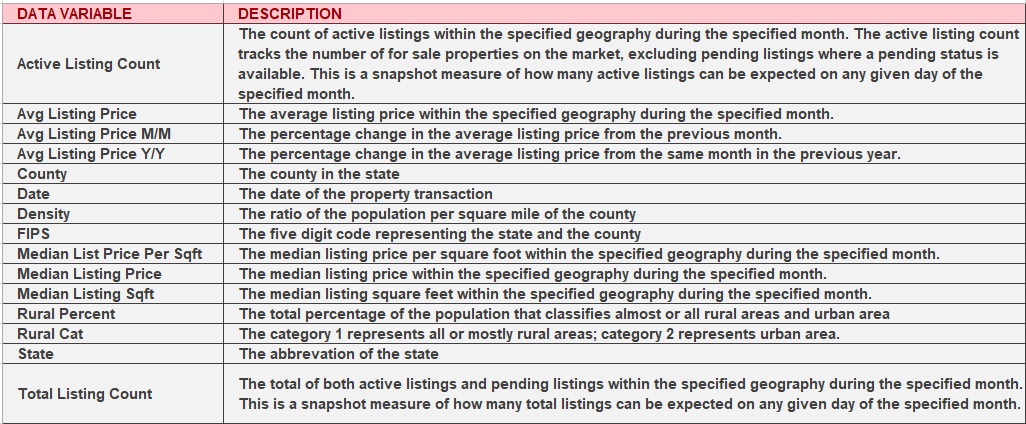 DATA VARIABLE DESCRIPTION
The count of active listings within the specified geography during the specified month. The active listing count
tracks the number of for sale properties on the market, excluding pending listings where a pending status is
Active Listing Count
available. This is a snapshot measure of how many active listings can be expected on any given day of the
specified month.
Avg Listing Price The average listing price within the specified geography during the specified month.
Avg Listing Price M/M The percentage change in the average listing price from the previous month.
Avg Listing Price Y/Y The percentage change in the average listing price from the same month in the previous year.
County The county in the state
Date The date of the property transaction
Density The ratio of the population per square mile of the county
FIPS The five digit code representing the state and the county
Median List Price Per Sqft The median listing price per square foot within the specified geography during the specified month.
Median Listing Price The median listing price within the specified geography during the specified month.
Median Listing Sqft The median listing square feet within the specified geography during the specified month.
Rural Percent The total percentage of the population that classifies almost or all rural areas and urban area
Rural Cat The category 1 represents all or mostly rural areas; category 2 represents urban area.
State The abbrevation of the state
Total Listing Count
The total of both active listings and pending listings within the specified geography during the specified month.
This is a snapshot measure of how many total listings can be expected on any given day of the specified month.